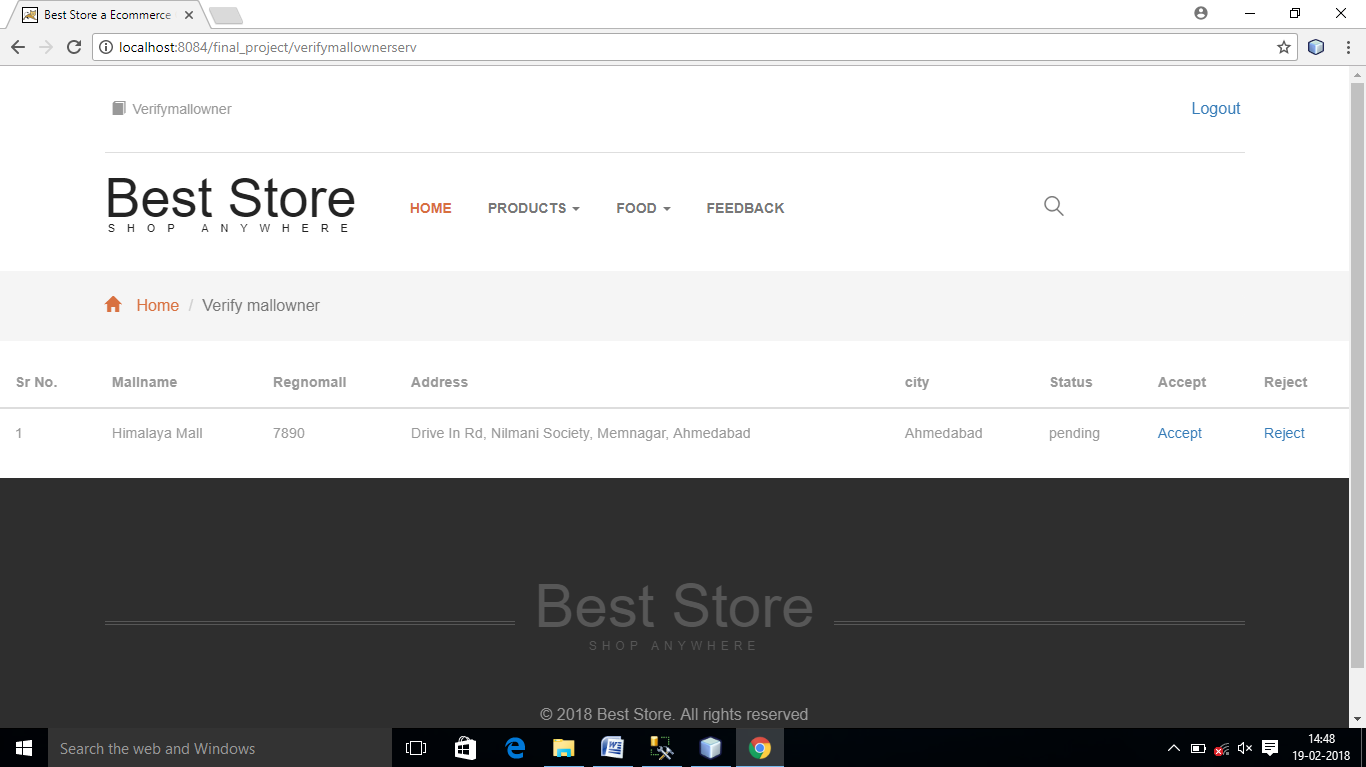 Best Store a Ecommerce
localhost:8084/final_project/verifymallownerserv
Verifymallowner Logout
Best Store
SHOP ANYWHERE
HOME PRODUCTS FOOD FEEDBACK
Home / Verify mallowner
Sr No. Mallname Regnomall Address city Status Accept Reject
1 Himalaya Mall 7890 Drive In Rd, Nilmani Society, Memnagar, Ahmedabad Ahmedabad pending Accept Reject
Best Store
SHOP ANYWHERE
© 2018 Best Store. All rights reserved
Search the web and Windows
14:48
19-02-2018